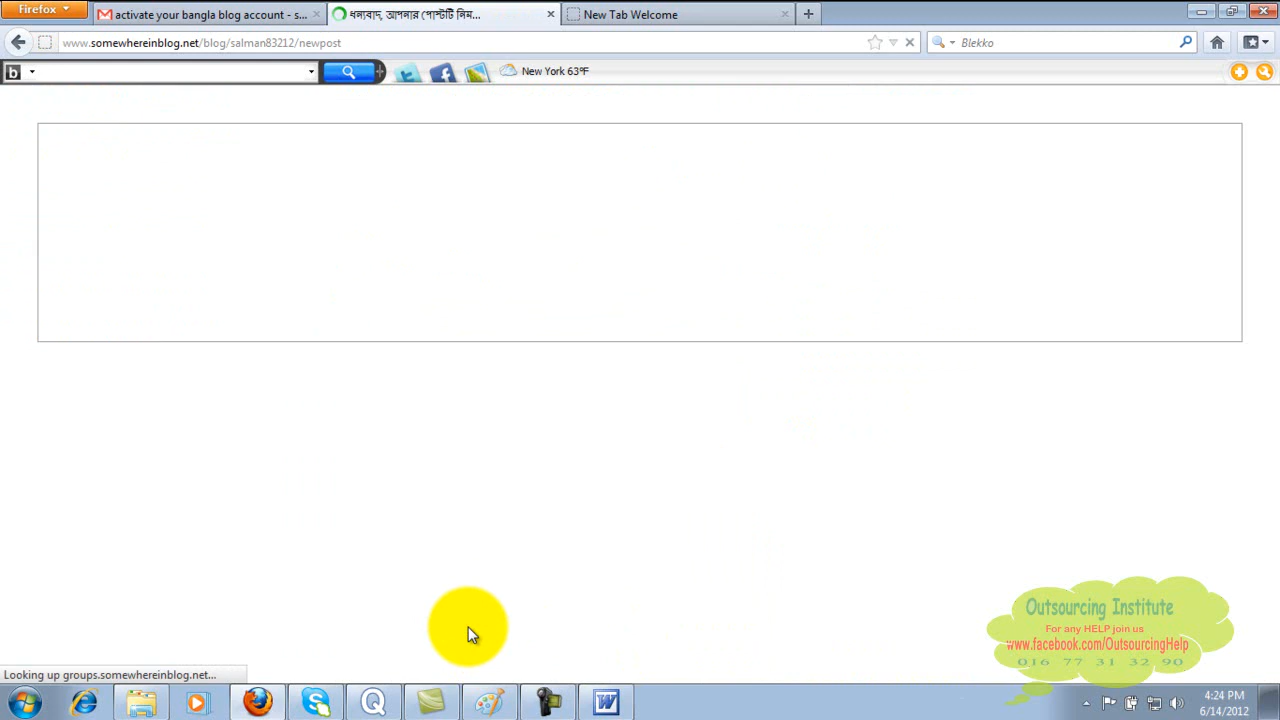 Firefox
activate your bangla blog account - s...
ধন্যবাদ, আপনার পোস্টটি নিম...
New Tab Welcome
www.somewhereinblog.net/blog/salman83212/newpost
Blekko
b
New York 63°F
Outsourcing Institute
For any HELP join us
www.facebook.com/OutsourcingHelp
016 77 31 32 90
Looking up groups.somewhereinblog.net...
4:24 PM
6/14/2012